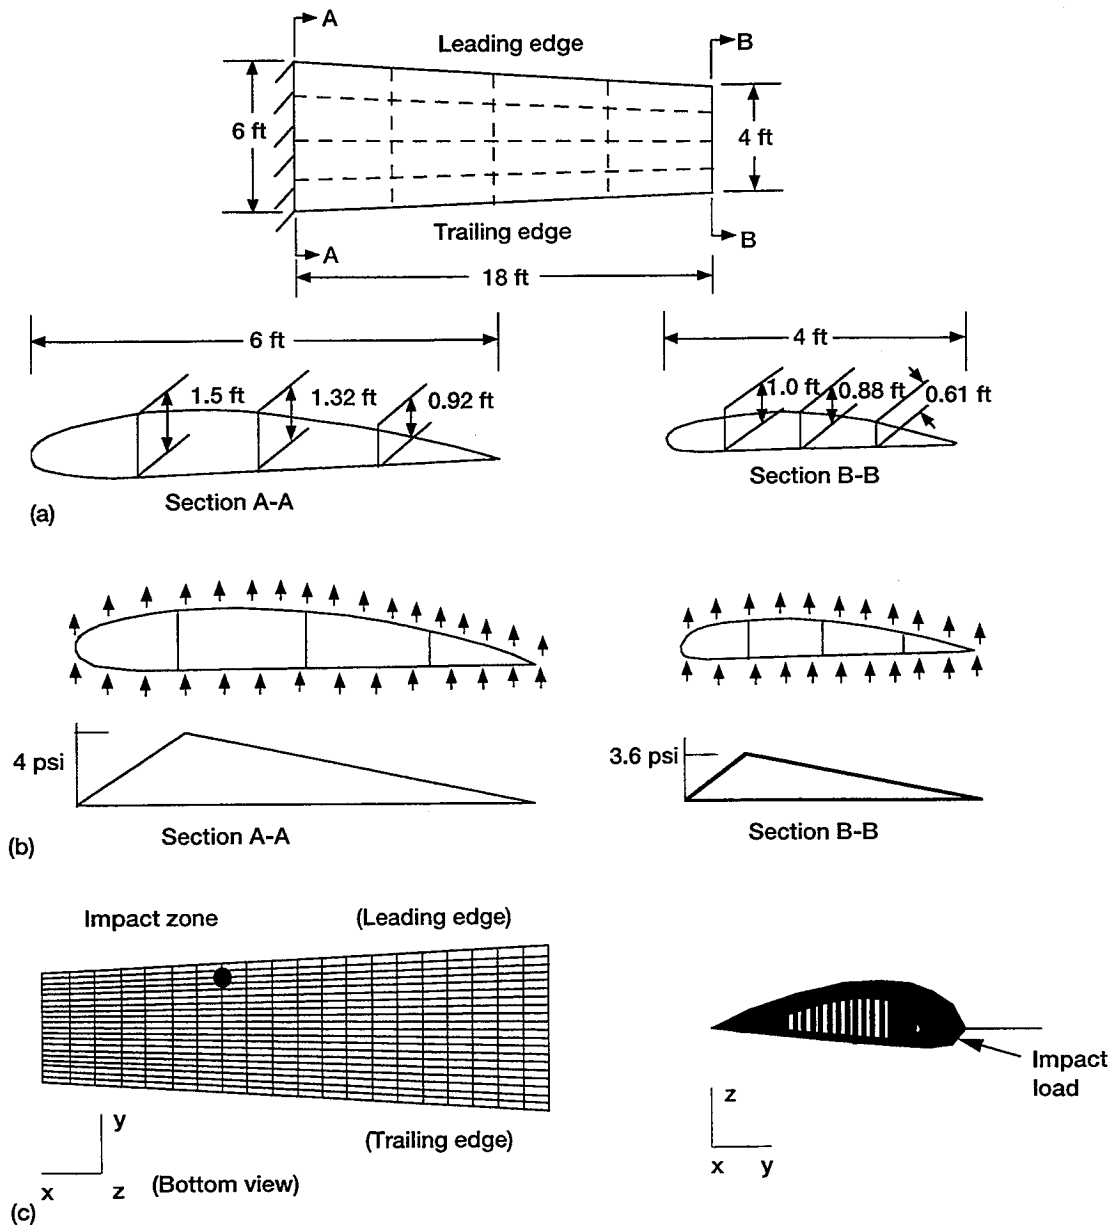 A
B
Leading edge
6 ft
4 ft
Trailing edge
A
B
18 ft
6 ft
4 ft
1.5 ft
1.32 ft
0.92 ft
1.0 ft
0.88 ft
0.61 ft
Section A-A
Section B-B
(a)
4 psi
3.6 psi
Section A-A
Section B-B
(b)
Impact zone
(Leading edge)
Impact
load
z
x
y
y
x
z
(Trailing edge)
(Bottom view)
(c)